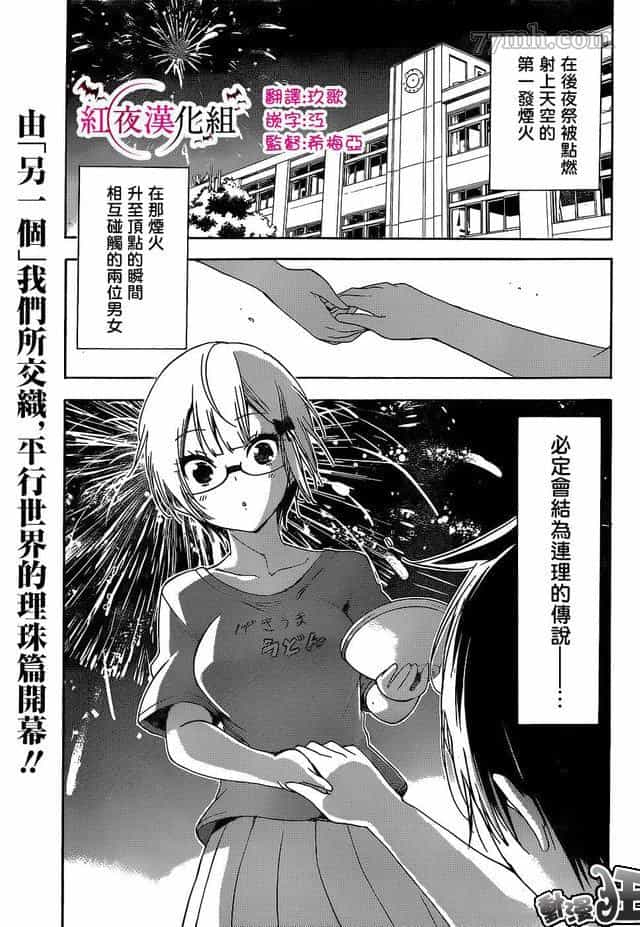 77mh.com
在後夜祭被點燃
射上天空的
第一發煙火
紅夜漢化組
翻譯:玖歌
嵌字:江
監督:希梅亞
在那煙火
升至頂點的瞬間
相互碰觸的兩位男女
必定會結為連理的傳說——…
げきうま
うどん
由「另一個」我們所交織,平行世界的理珠篇開幕!!
動漫狂